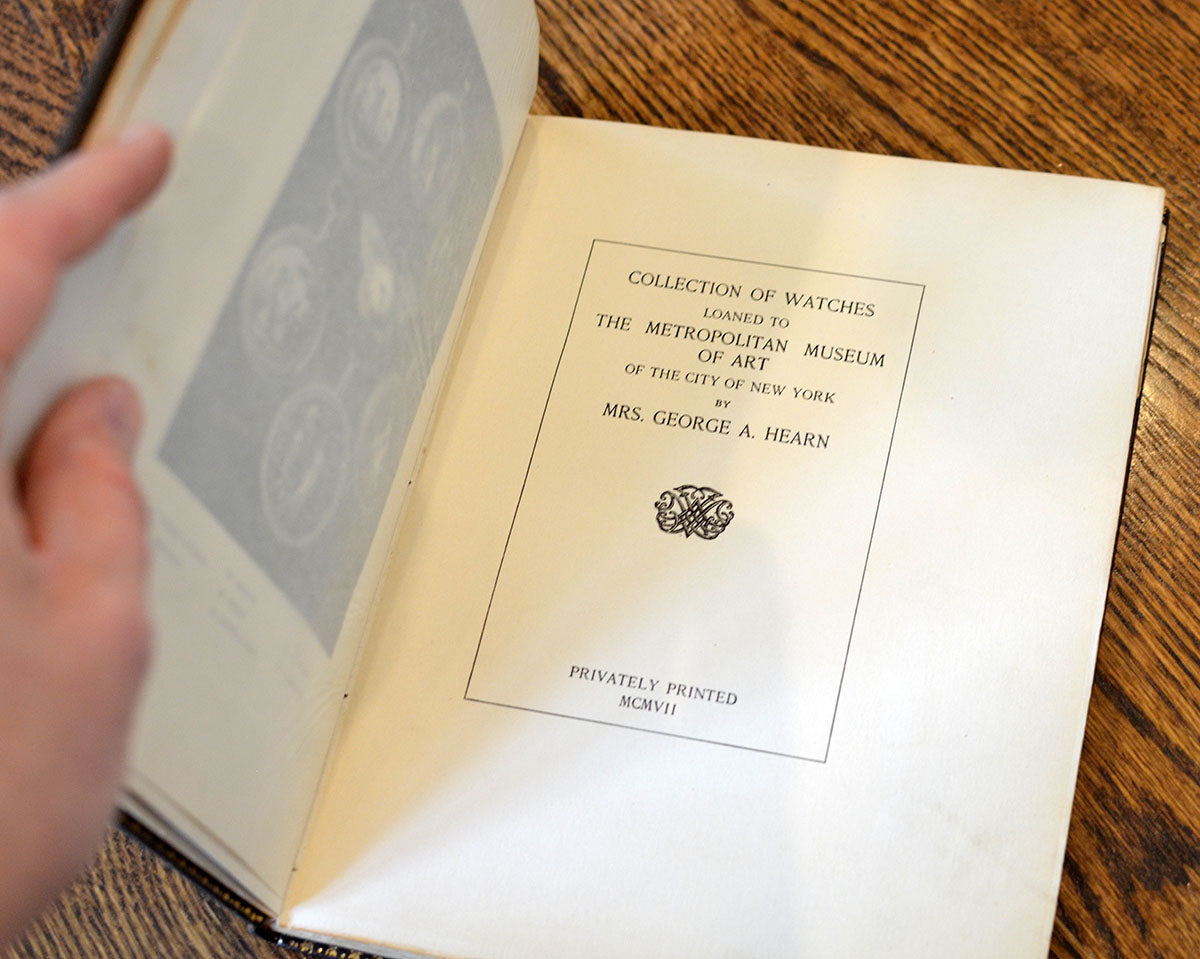 COLLECTION OF WATCHES
LOANED TO
THE METROPOLITAN MUSEUM
OF ART
OF THE CITY OF NEW YORK
BY
MRS. GEORGE A. HEARN
PRIVATELY PRINTED
MCMVII